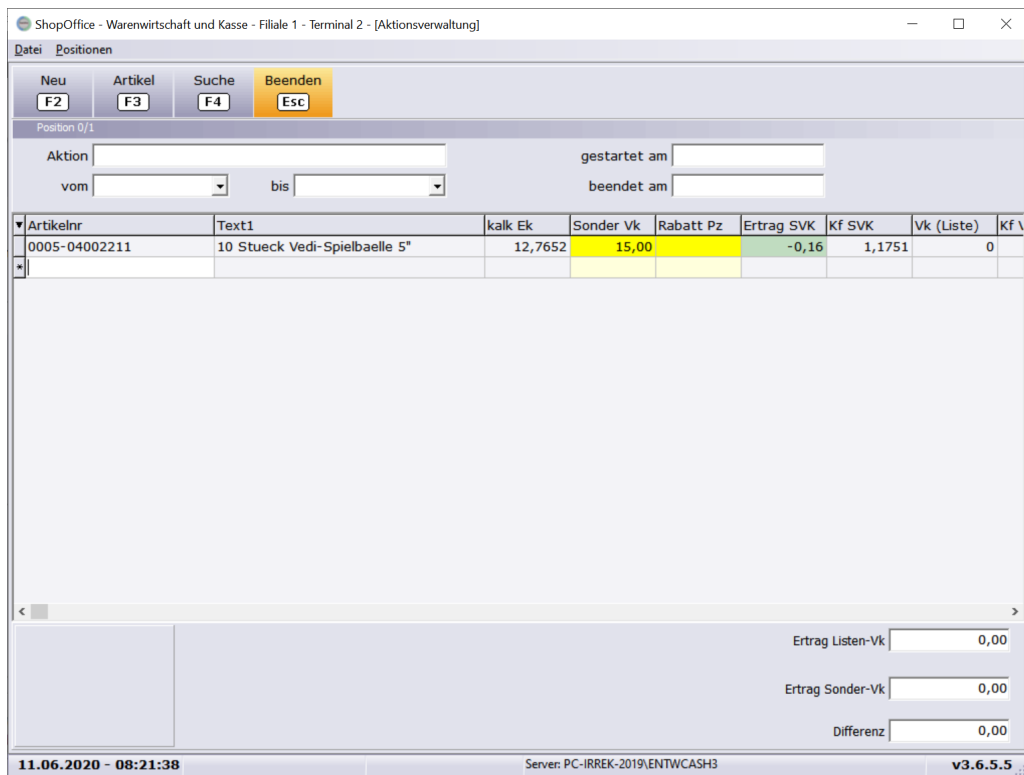 ShopOffice - Warenwirtschaft und Kasse - Filiale 1 - Terminal 2 - [Aktionsverwaltung]
Datei Positionen
Neu Artikel Suche Beenden
F2 F3 F4 Esc
Position 0/1
Aktion gestartet am
vom bis beendet am
Artikelnr Text1 kalk Ek Sonder Vk Rabatt Pz Ertrag SVK Kf SVK Vk (Liste) Kf
0005-04002211 10 Stueck Vedi-Spielbaelle 5" 12,7652 15,00 -0,16 1,1751 0
*
Ertrag Listen-Vk 0,00
Ertrag Sonder-Vk 0,00
Differenz 0,00
11.06.2020 - 08:21:38 Server: PC-IRREK-2019\ENTWCASH3 v3.6.5.5